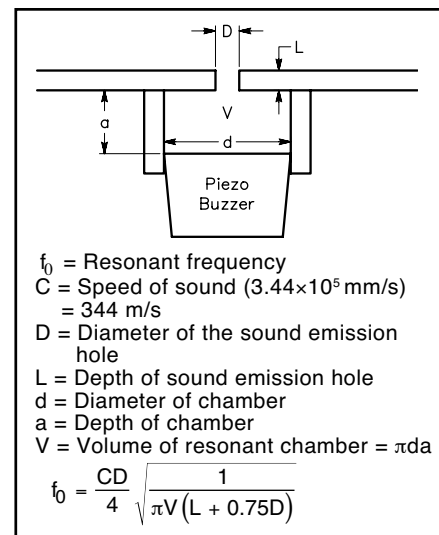 D
L
a
V
d
Piezo
Buzzer
f₀ = Resonant frequency
C = Speed of sound (3.44×10⁵ mm/s)
= 344 m/s
D = Diameter of the sound emission
hole
L = Depth of sound emission hole
d = Diameter of chamber
a = Depth of chamber
V = Volume of resonant chamber = πda
f₀ = CD/4 √(1/(πV(L + 0.75D)))